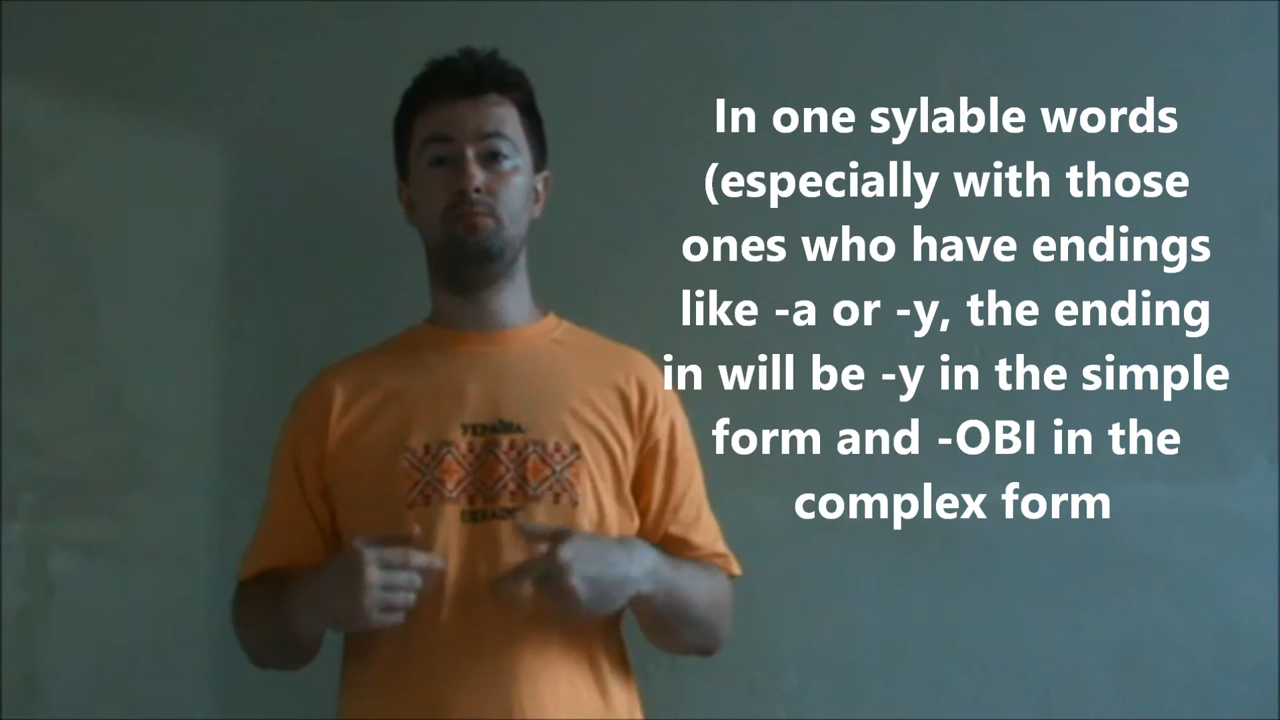 In one sylable words
(especially with those
ones who have endings
like -a or -y, the ending
in will be -y in the simple
form and -OBI in the
complex form
УКРАЇНА
UKRAINE